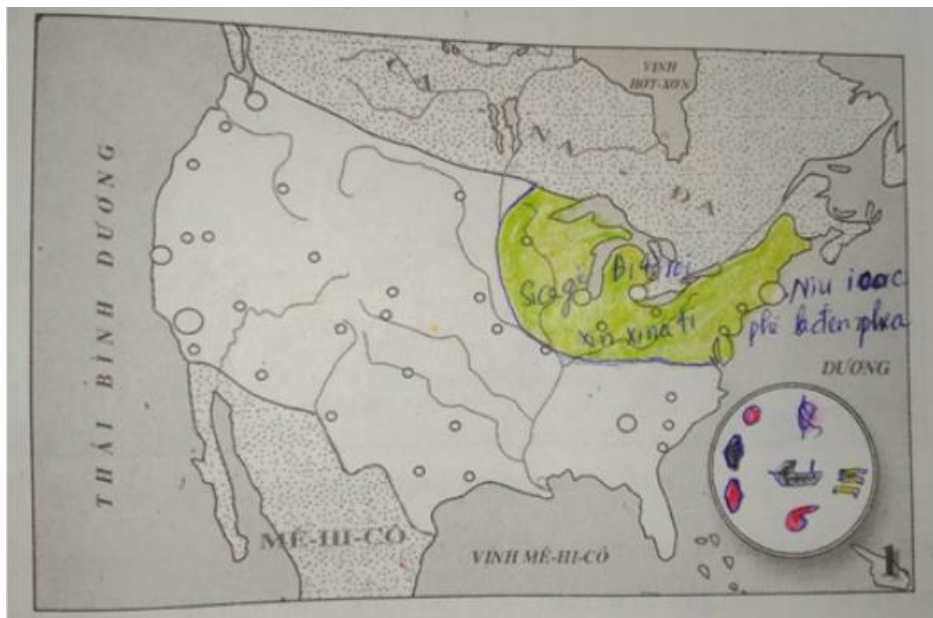 CA
NA
ĐA
VỊNH
HƠT-XƠN
THÁI BÌNH DƯƠNG
Sicagô
Đitơroi
Niu iooc
xin xinati
phi la đen phia
DƯƠNG
MÊ-HI-CÔ
VỊNH MÊ-HI-CÔ
1